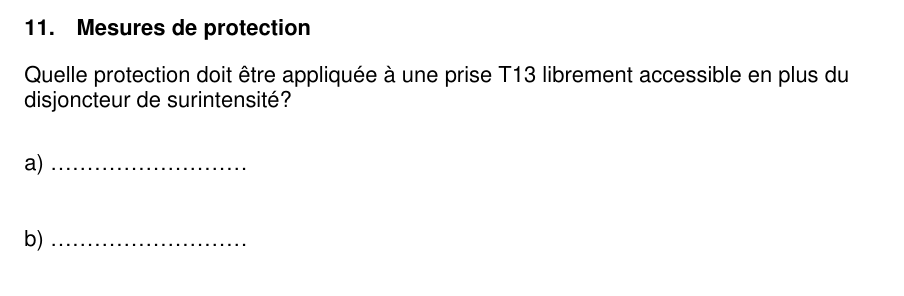 11. Mesures de protection
Quelle protection doit être appliquée à une prise T13 librement accessible en plus du
disjoncteur de surintensité?
a) ...........................
b) ...........................